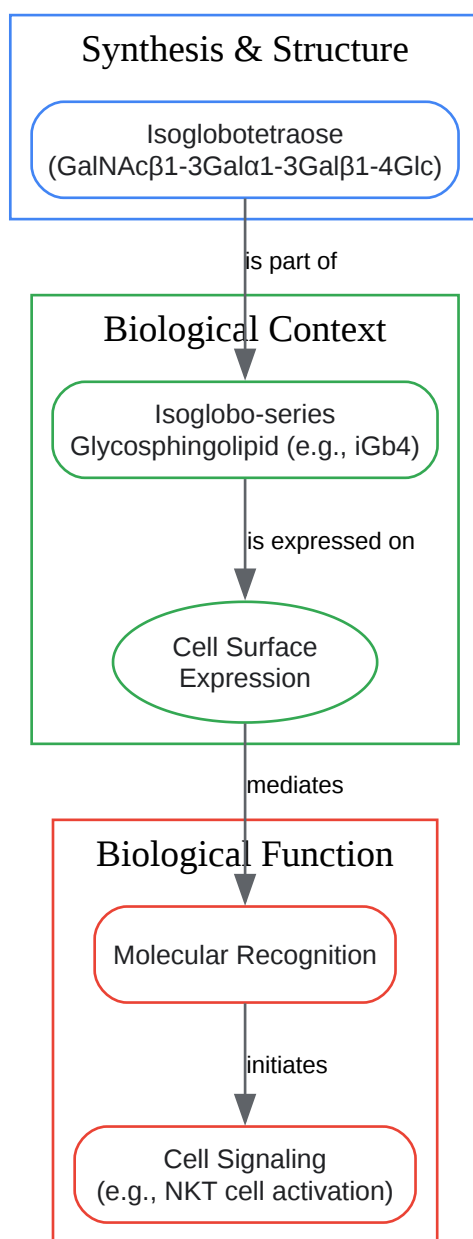 Synthesis & Structure
Isoglobotetraose
(GalNAcβ1-3Galα1-3Galβ1-4Glc)
is part of
Biological Context
Isoglobo-series
Glycosphingolipid (e.g., iGb4)
is expressed on
Cell Surface
Expression
mediates
Biological Function
Molecular Recognition
initiates
Cell Signaling
(e.g., NKT cell activation)